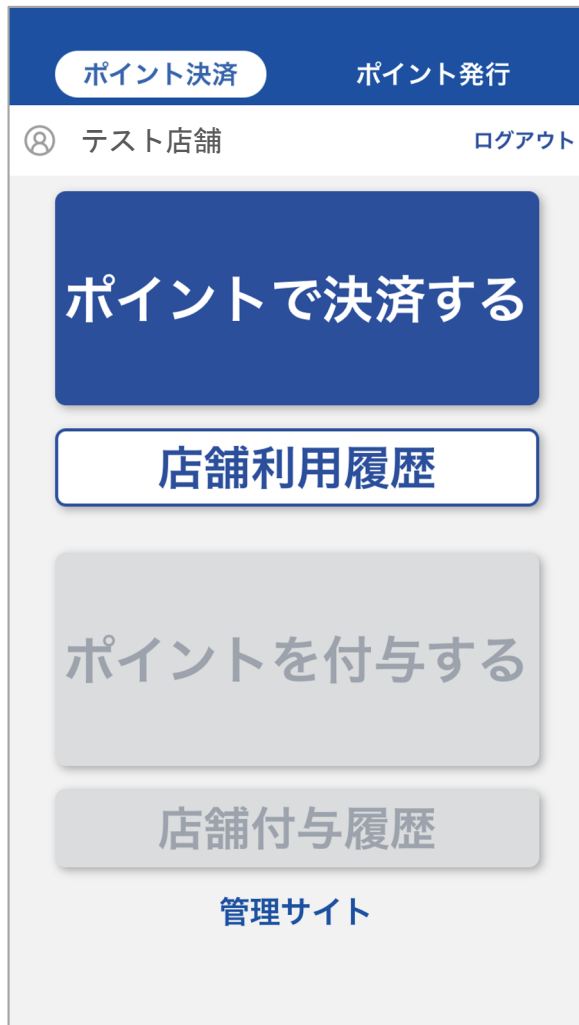 ポイント決済
ポイント発行
テスト店舗
ログアウト
ポイントで決済する
店舗利用履歴
ポイントを付与する
店舗付与履歴
管理サイト